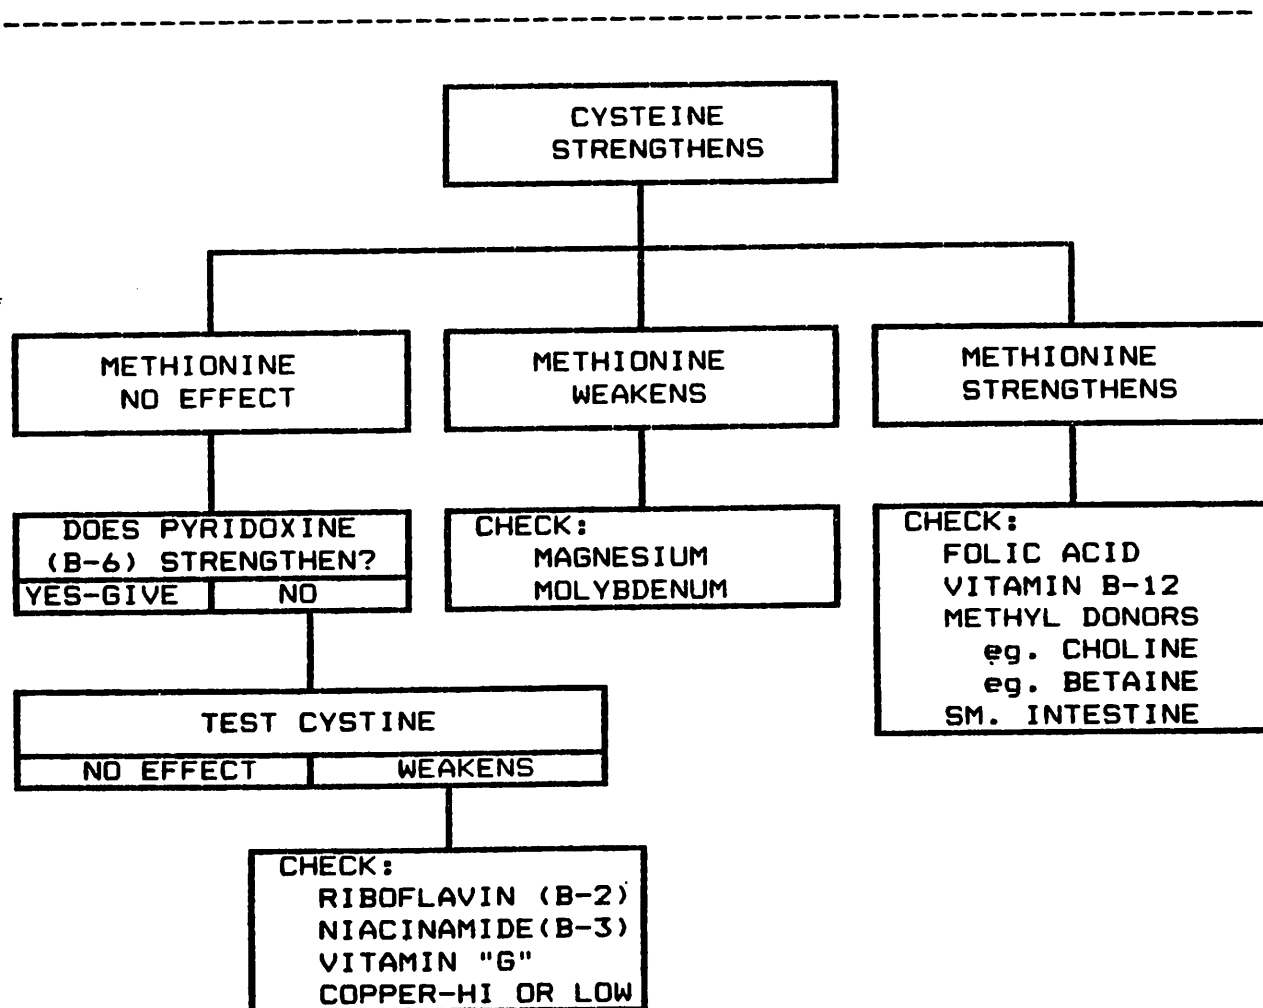 CYSTEINE
STRENGTHENS
METHIONINE
NO EFFECT
METHIONINE
WEAKENS
METHIONINE
STRENGTHENS
DOES PYRIDOXINE
(B-6) STRENGTHEN?
YES-GIVE
NO
CHECK:
MAGNESIUM
MOLYBDENUM
CHECK:
FOLIC ACID
VITAMIN B-12
METHYL DONORS
eg. CHOLINE
eg. BETAINE
SM. INTESTINE
TEST CYSTINE
NO EFFECT
WEAKENS
CHECK:
RIBOFLAVIN (B-2)
NIACINAMIDE(B-3)
VITAMIN "G"
COPPER-HI OR LOW